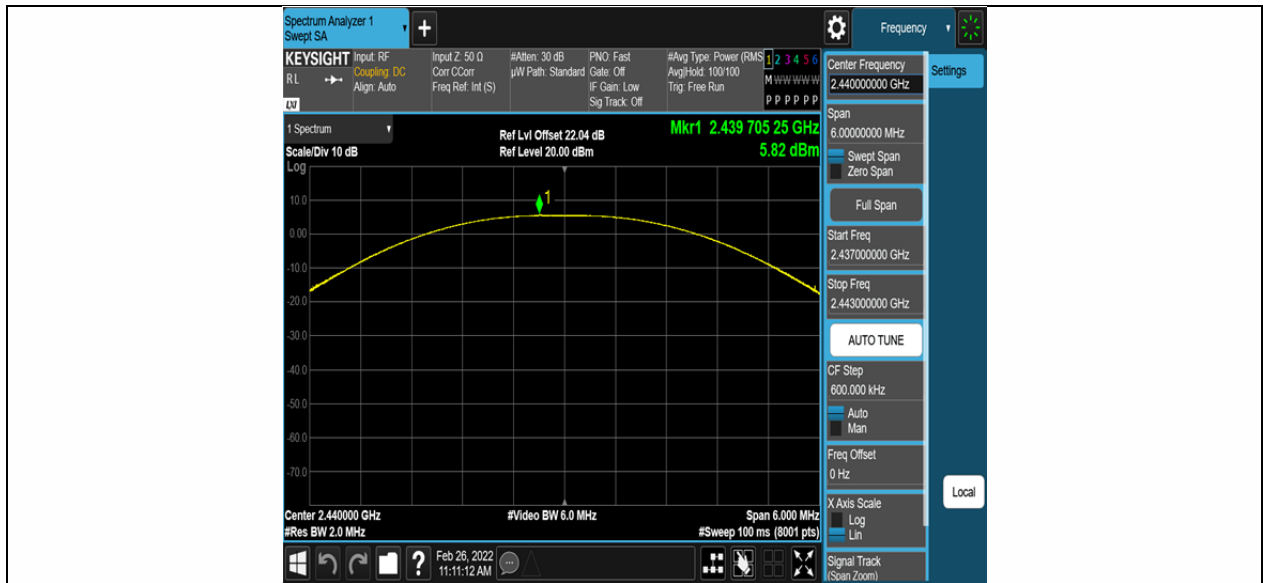 Spectrum Analyzer 1
Swept SA
+
Frequency
KEYSIGHT
RL
LXI
Input: RF
Coupling: DC
Align: Auto
Input Z: 50 Ω
Corr CCorr
Freq Ref: Int (S)
#Atten: 30 dB
µW Path: Standard
PNO: Fast
Gate: Off
IF Gain: Low
Sig Track: Off
#Avg Type: Power (RMS
Avg|Hold: 100/100
Trig: Free Run
1 2 3 4 5 6
M W W W W W
P P P P P P
1 Spectrum
Scale/Div 10 dB
Log
Ref Lvl Offset 22.04 dB
Ref Level 20.00 dBm
Mkr1 2.439 705 25 GHz
5.82 dBm
1
10.0
0.00
-10.0
-20.0
-30.0
-40.0
-50.0
-60.0
-70.0
Center 2.440000 GHz
#Res BW 2.0 MHz
#Video BW 6.0 MHz
Span 6.000 MHz
#Sweep 100 ms (8001 pts)
?
Feb 26, 2022
11:11:12 AM
Center Frequency
2.440000000 GHz
Settings
Span
6.00000000 MHz
Swept Span
Zero Span
Full Span
Start Freq
2.437000000 GHz
Stop Freq
2.443000000 GHz
AUTO TUNE
CF Step
600.000 kHz
Auto
Man
Freq Offset
0 Hz
Local
X Axis Scale
Log
Lin
Signal Track
(Span Zoom)